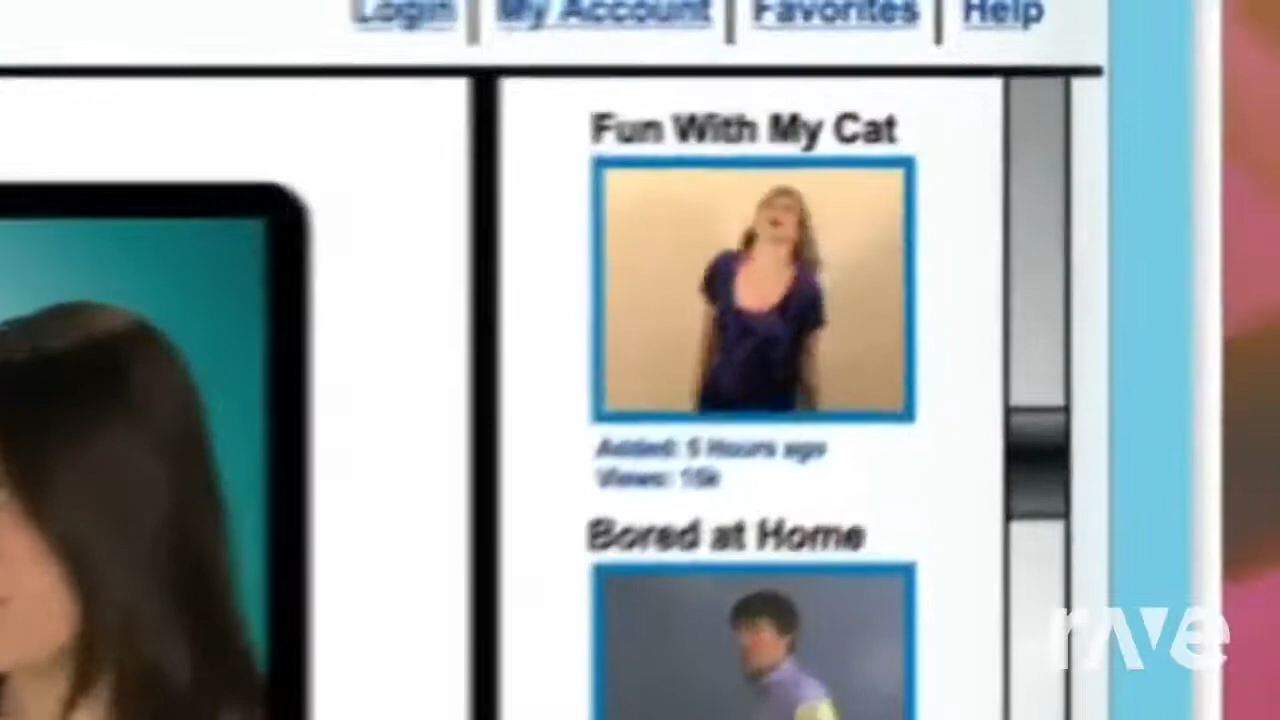 Login | My Account | Favorites | Help
Fun With My Cat
Added: 5 Hours ago
Views: 15k
Bored at Home
rave